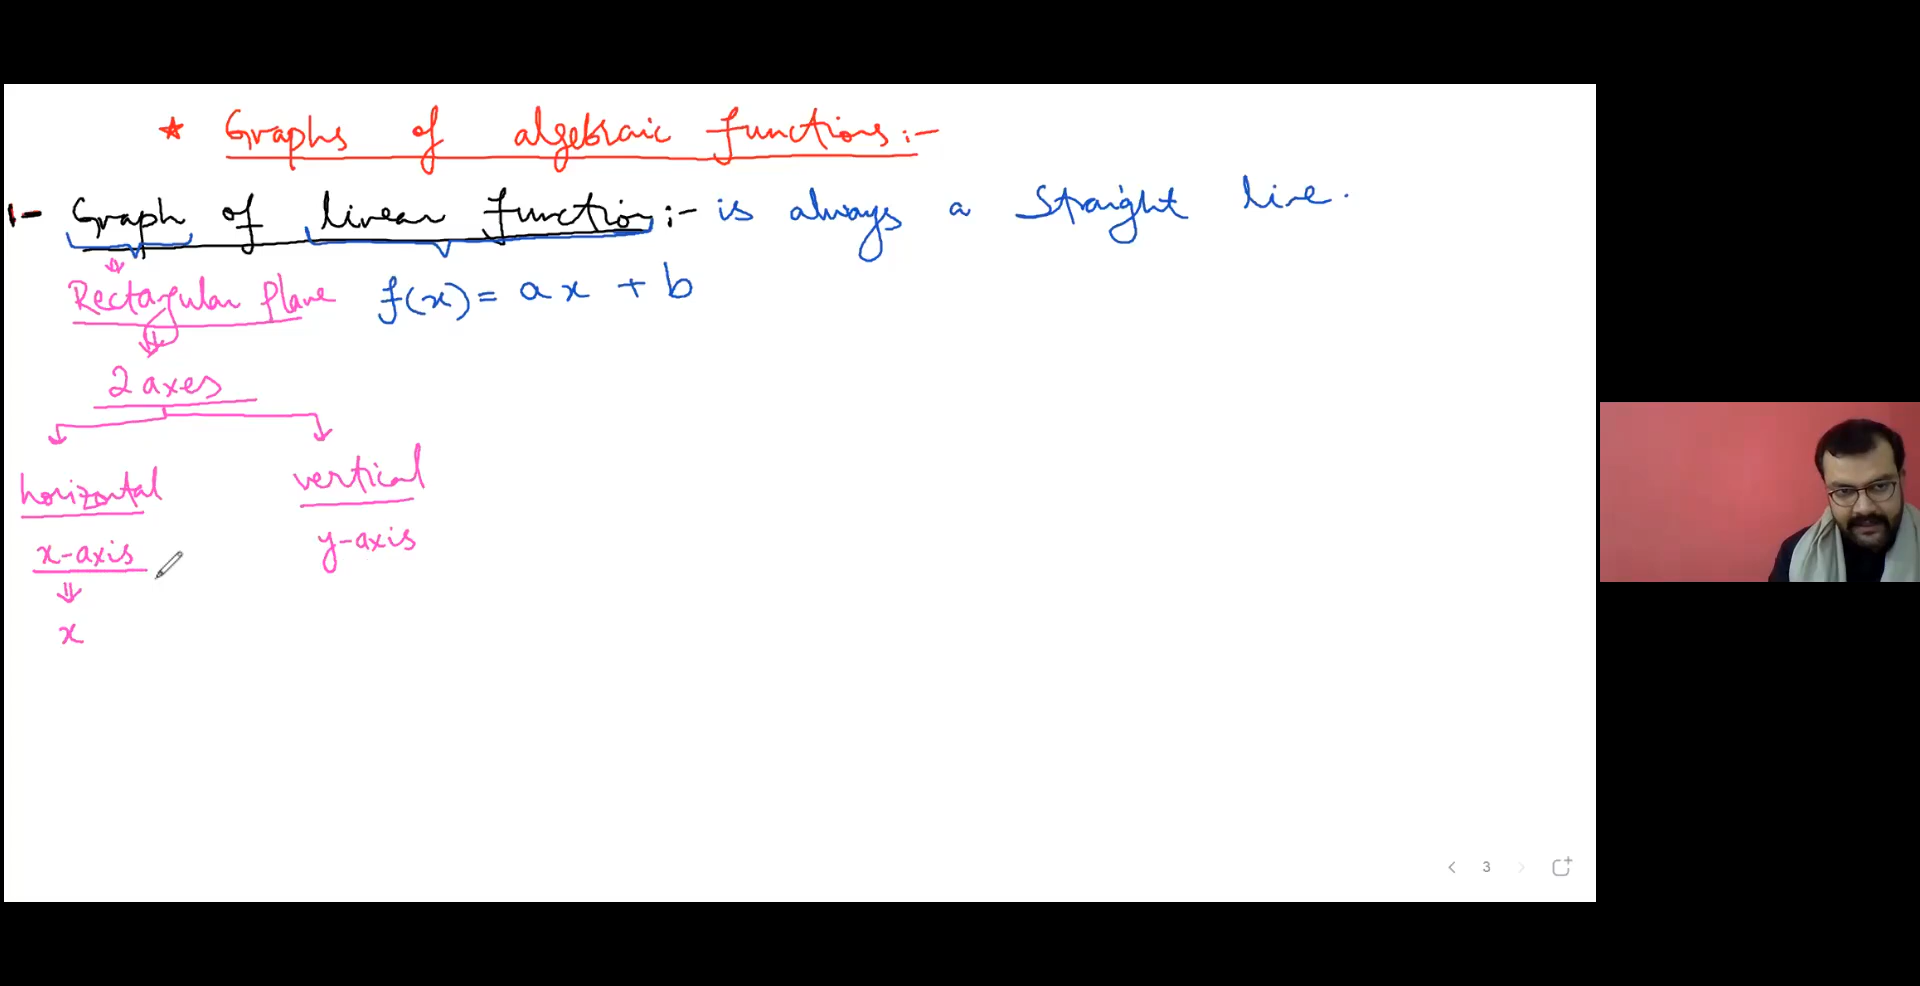 ★ Graphs of algebraic functions:-
1- Graph of linear function:- is always a straight line.
Rectangular plane f(x) = ax + b
2 axes
horizontal vertical
x-axis y-axis
x
3